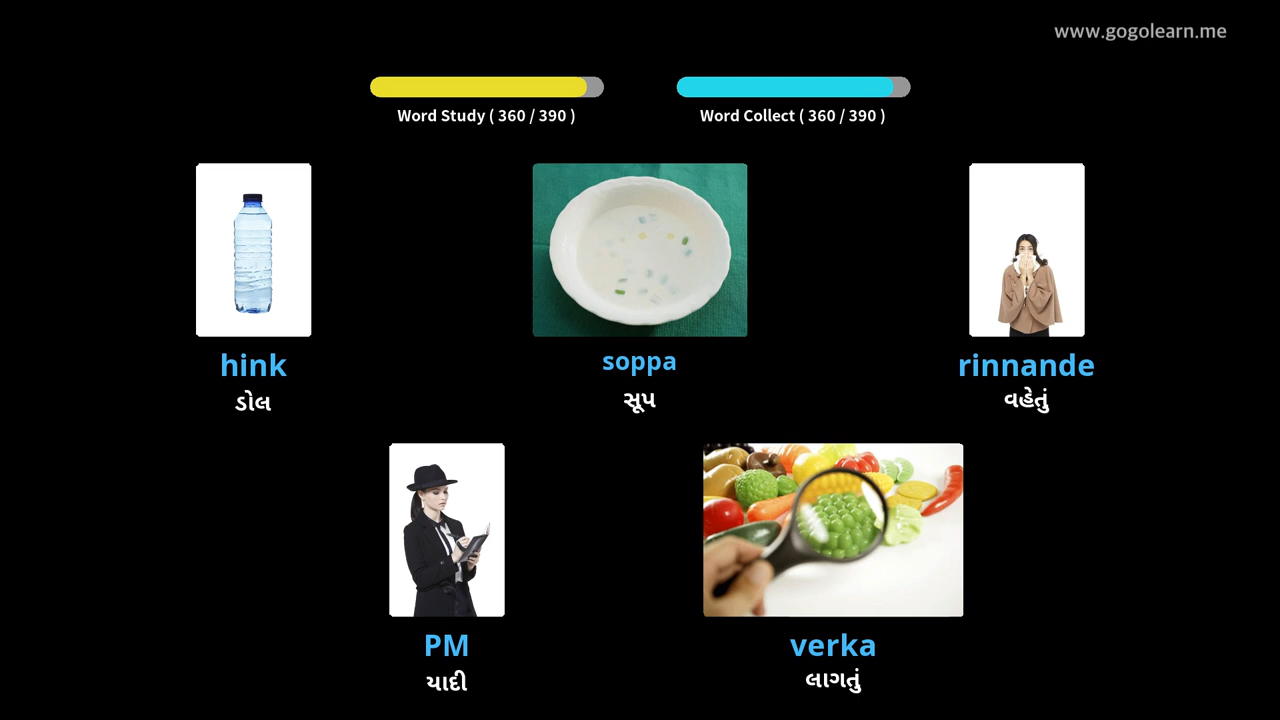 www.gogolearn.me
Word Study ( 360 / 390 )
Word Collect ( 360 / 390 )
hink
ડોલ
soppa
સૂપ
rinnande
વહેતું
PM
યાદી
verka
લાગતું